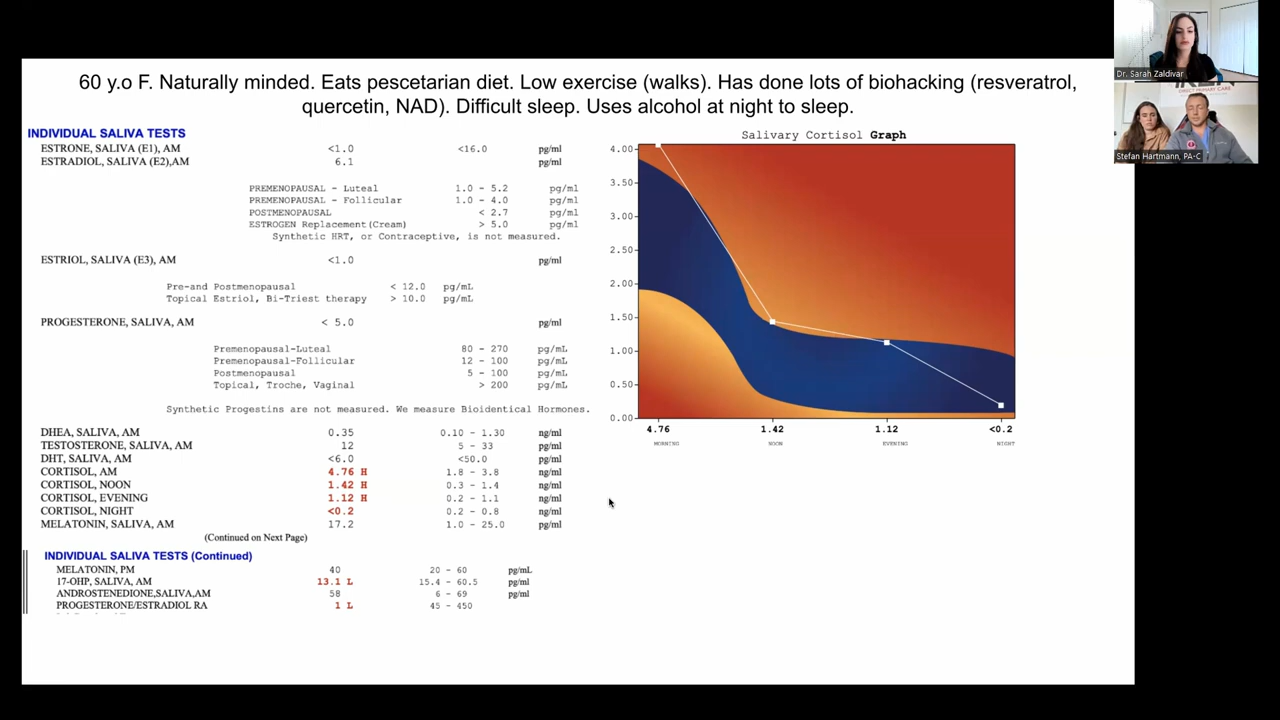 60 y.o F. Naturally minded. Eats pescetarian diet. Low exercise (walks). Has done lots of biohacking (resveratrol,
quercetin, NAD). Difficult sleep. Uses alcohol at night to sleep.
INDIVIDUAL SALIVA TESTS
ESTRONE, SALIVA (E1), AM <1.0 <16.0 pg/ml
ESTRADIOL, SALIVA (E2),AM 6.1 pg/ml
PREMENOPAUSAL - Luteal 1.0 - 5.2 pg/ml
PREMENOPAUSAL - Follicular 1.0 - 4.0 pg/ml
POSTMENOPAUSAL < 2.7 pg/ml
ESTROGEN Replacement(Cream) > 5.0 pg/ml
Synthetic HRT, or Contraceptive, is not measured.
ESTRIOL, SALIVA (E3), AM <1.0 pg/ml
Pre-and Postmenopausal < 12.0 pg/mL
Topical Estriol, Bi-Triest therapy > 10.0 pg/mL
PROGESTERONE, SALIVA, AM < 5.0 pg/ml
Premenopausal-Luteal 80 - 270 pg/mL
Premenopausal-Follicular 12 - 100 pg/mL
Postmenopausal 5 - 100 pg/mL
Topical, Troche, Vaginal > 200 pg/mL
Synthetic Progestins are not measured. We measure Bioidentical Hormones.
DHEA, SALIVA, AM 0.35 0.10 - 1.30 ng/ml
TESTOSTERONE, SALIVA, AM 12 5 - 33 pg/ml
DHT, SALIVA, AM <6.0 <50.0 pg/ml
CORTISOL, AM 4.76 H 1.8 - 3.8 ng/ml
CORTISOL, NOON 1.42 H 0.3 - 1.4 ng/ml
CORTISOL, EVENING 1.12 H 0.2 - 1.1 ng/ml
CORTISOL, NIGHT <0.2 0.2 - 0.8 ng/ml
MELATONIN, SALIVA, AM 17.2 1.0 - 25.0 pg/ml
(Continued on Next Page)
INDIVIDUAL SALIVA TESTS (Continued)
MELATONIN, PM 40 20 - 60 pg/mL
17-OHP, SALIVA, AM 13.1 L 15.4 - 60.5 pg/ml
ANDROSTENEDIONE,SALIVA,AM 58 6 - 69 pg/ml
PROGESTERONE/ESTRADIOL RA 1 L 45 - 450
Salivary Cortisol Graph
4.00
3.50
3.00
2.50
2.00
1.50
1.00
0.50
0.00
4.76 1.42 1.12 <0.2
MORNING NOON EVENING NIGHT
Dr. Sarah Zaldivar
DIRECT PRIMARY CARE
Stefan Hartmann, PA-C